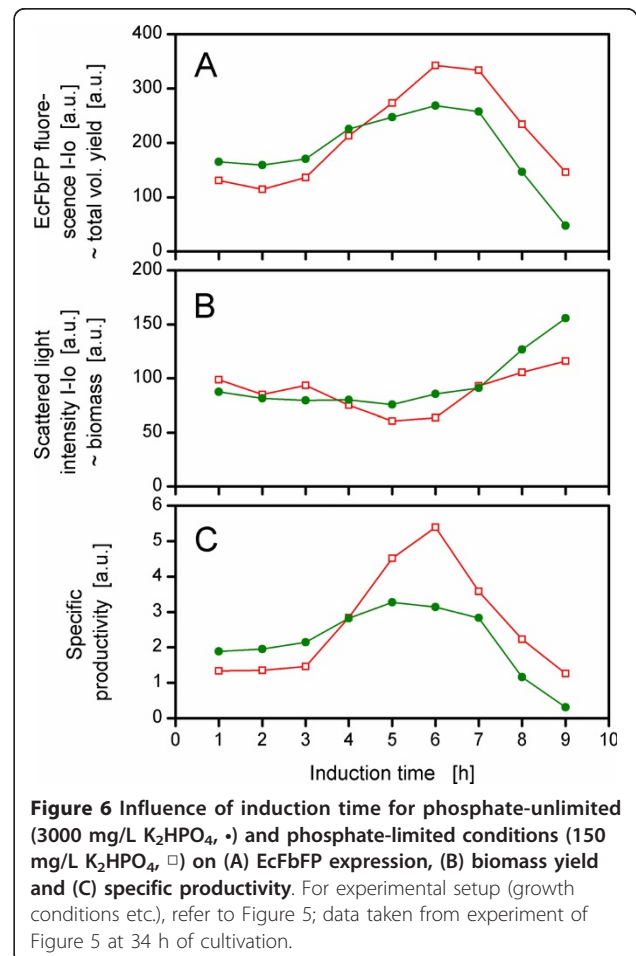 A
EcFbFP fluore-
scence I-Io [a.u.]
~ total vol. yield [a.u.]
400
300
200
100
0
B
Scattered light
intensity I-Io [a.u.]
~ biomass [a.u.]
200
150
100
50
0
C
Specific
productivity [a.u.]
6
5
4
3
2
1
0
0 1 2 3 4 5 6 7 8 9 10
Induction time [h]
Figure 6 Influence of induction time for phosphate-unlimited
(3000 mg/L K₂HPO₄, •) and phosphate-limited conditions (150
mg/L K₂HPO₄, □) on (A) EcFbFP expression, (B) biomass yield
and (C) specific productivity. For experimental setup (growth
conditions etc.), refer to Figure 5; data taken from experiment of
Figure 5 at 34 h of cultivation.